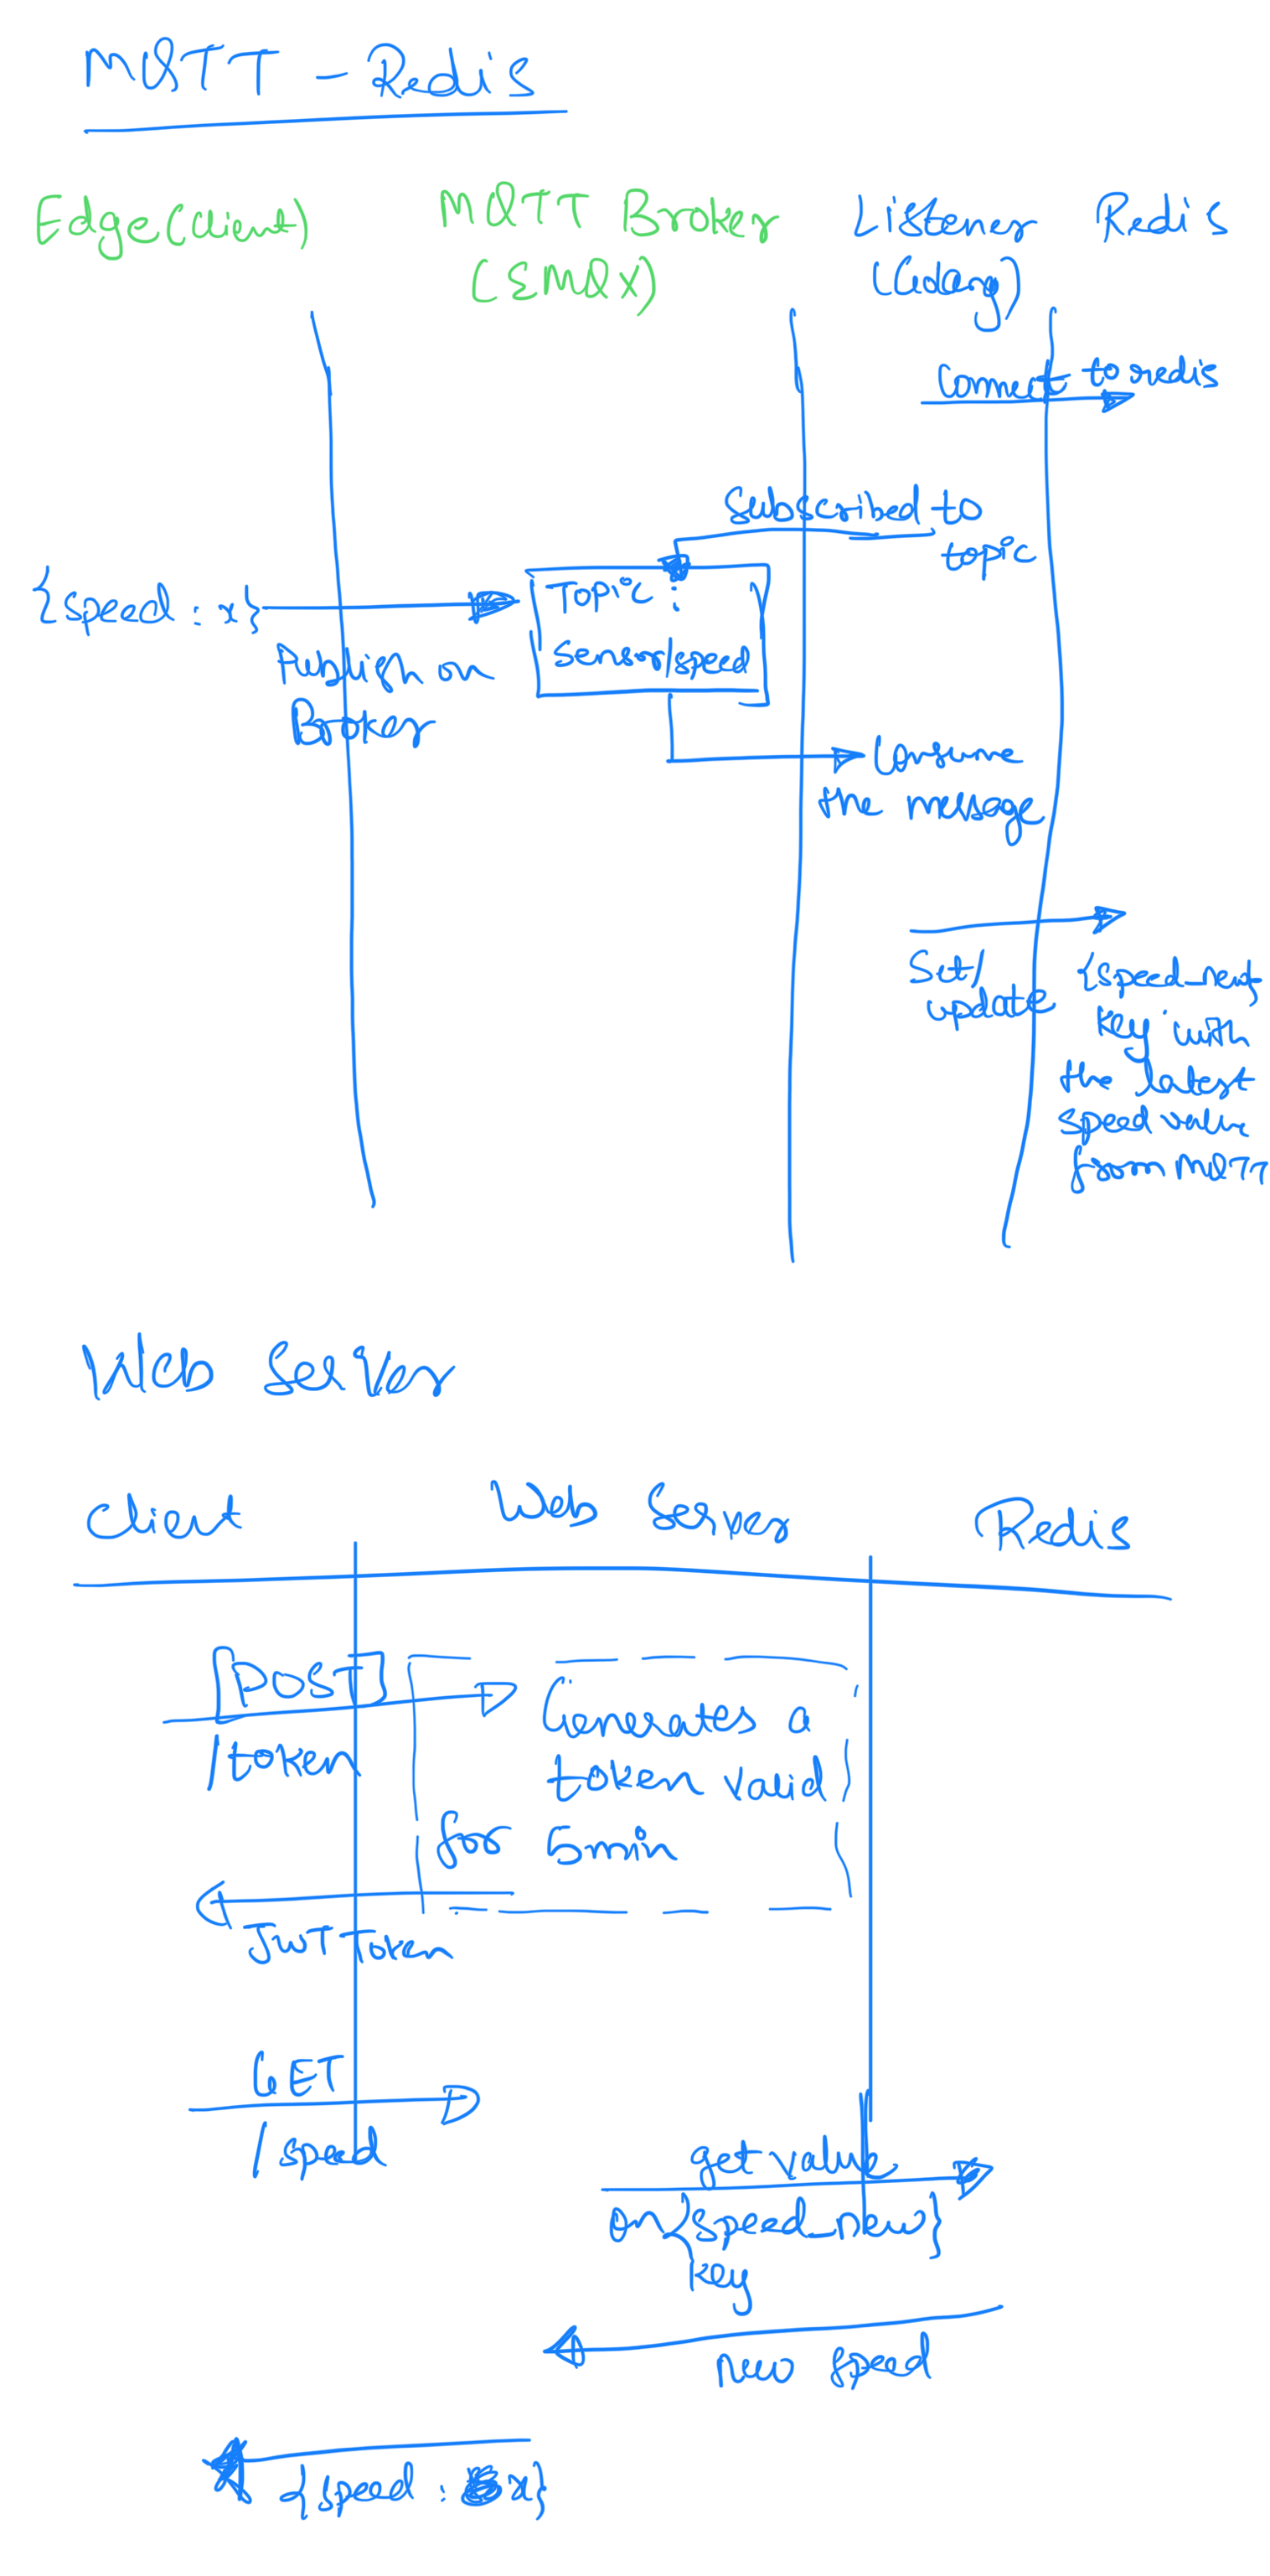 MQTT - Redis
Edge(client)
MQTT Broker
(EMQX)
Listener
(Golang)
Redis
Connect to redis
Subscribed to
topic
{speed : x}
Publish on
Broker
Topic :
Sensor/speed
Consume
the message
Set/
update
{speed_new}
key with
the latest
speed value
from MQTT
Web Server
Client
Web Server
Redis
[POST]
/token
Generates a
token valid
for 5min
JWT Token
GET
/speed
get value
on {speed_new}
key
new speed
{speed : x}